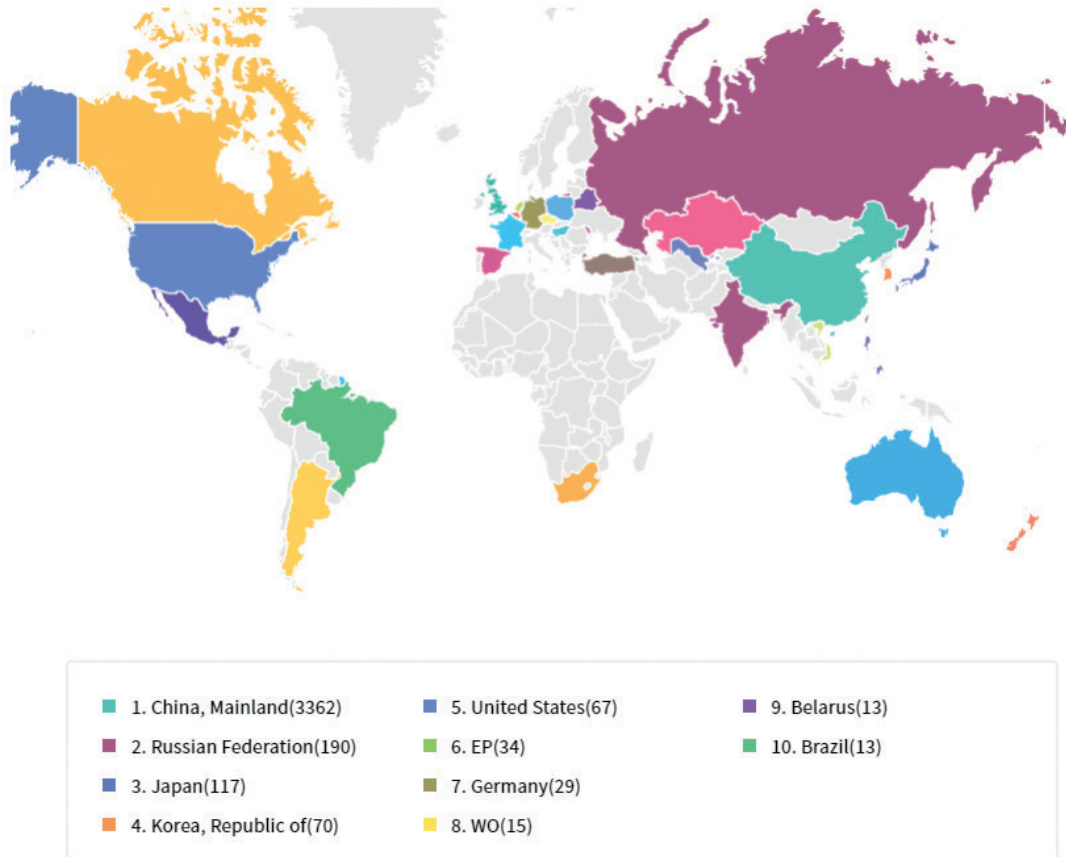 1. China, Mainland(3362)
2. Russian Federation(190)
3. Japan(117)
4. Korea, Republic of(70)
5. United States(67)
6. EP(34)
7. Germany(29)
8. WO(15)
9. Belarus(13)
10. Brazil(13)